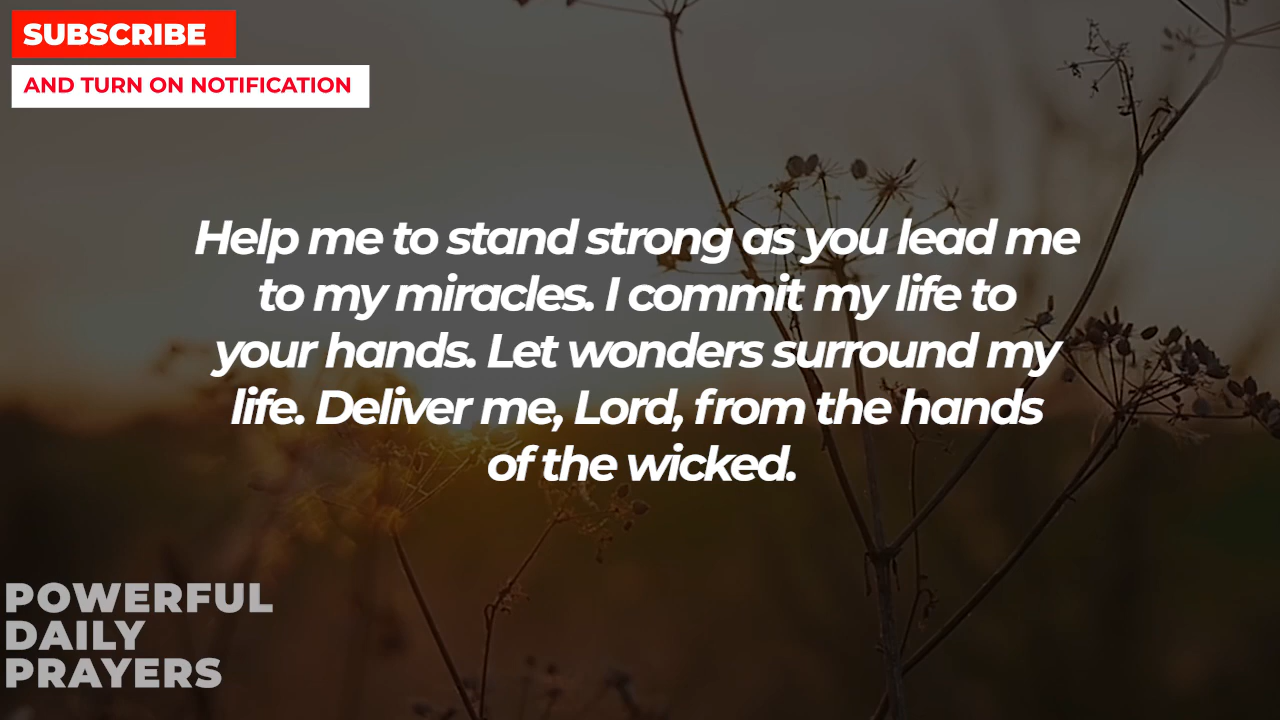 SUBSCRIBE
AND TURN ON NOTIFICATION
Help me to stand strong as you lead me
to my miracles. I commit my life to
your hands. Let wonders surround my
life. Deliver me, Lord, from the hands
of the wicked.
POWERFUL
DAILY
PRAYERS